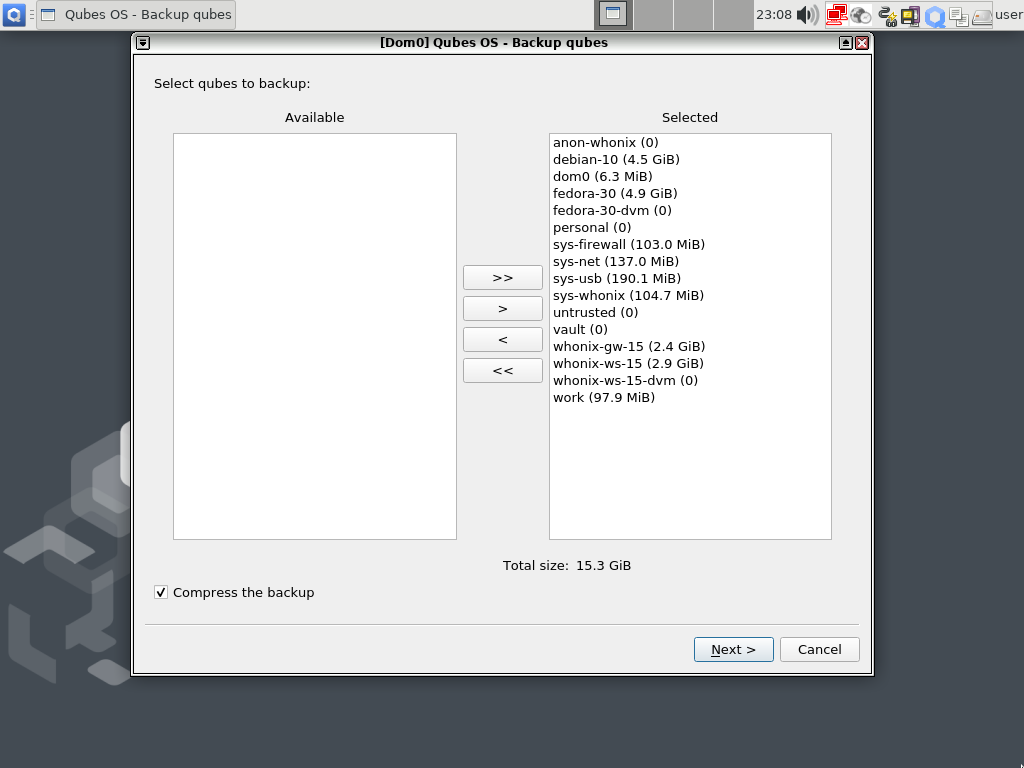 Qubes OS - Backup qubes
23:08
user
[Dom0] Qubes OS - Backup qubes
Select qubes to backup:
Available
Selected
anon-whonix (0)
debian-10 (4.5 GiB)
dom0 (6.3 MiB)
fedora-30 (4.9 GiB)
fedora-30-dvm (0)
personal (0)
sys-firewall (103.0 MiB)
sys-net (137.0 MiB)
sys-usb (190.1 MiB)
sys-whonix (104.7 MiB)
untrusted (0)
vault (0)
whonix-gw-15 (2.4 GiB)
whonix-ws-15 (2.9 GiB)
whonix-ws-15-dvm (0)
work (97.9 MiB)
>>
>
<
<<
Total size: 15.3 GiB
Compress the backup
Next >
Cancel